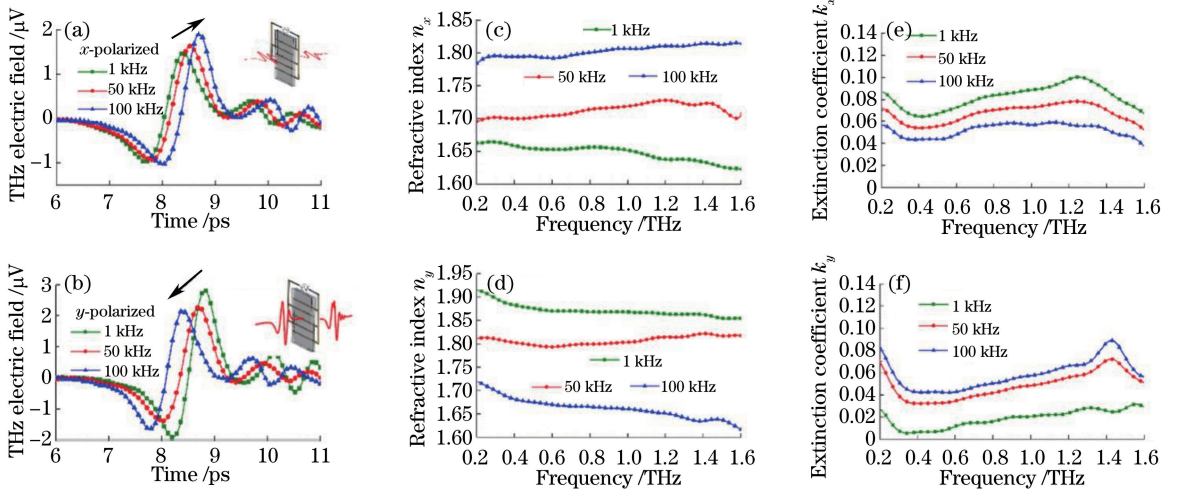 (a)
x-polarized
1 kHz
50 kHz
100 kHz
THz electric field /μV
2
1
0
−1
6 7 8 9 10 11
Time /ps
(c)
1 kHz
50 kHz 100 kHz
Refractive index nx
1.85
1.80
1.75
1.70
1.65
1.60
0.2 0.4 0.6 0.8 1.0 1.2 1.4 1.6
Frequency /THz
(e)
1 kHz
50 kHz
100 kHz
Extinction coefficient kx
0.14
0.12
0.10
0.08
0.06
0.04
0.02
0
0.2 0.4 0.6 0.8 1.0 1.2 1.4 1.6
Frequency /THz
(b)
y-polarized
1 kHz
50 kHz
100 kHz
THz electric field /μV
3
2
1
0
−1
−2
6 7 8 9 10 11
Time /ps
(d)
1 kHz
50 kHz 100 kHz
Refractive index ny
1.95
1.90
1.85
1.80
1.75
1.70
1.65
1.60
0.2 0.4 0.6 0.8 1.0 1.2 1.4 1.6
Frequency /THz
(f)
1 kHz
50 kHz
100 kHz
Extinction coefficient ky
0.14
0.12
0.10
0.08
0.06
0.04
0.02
0
0.2 0.4 0.6 0.8 1.0 1.2 1.4 1.6
Frequency /THz